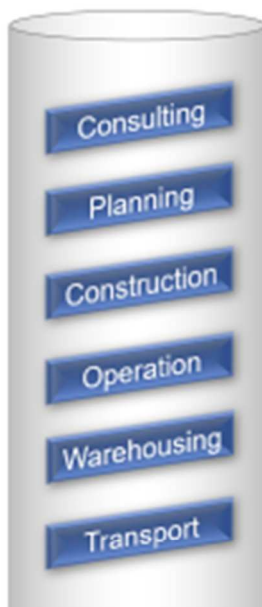 Consulting
Planning
Construction
Operation
Warehousing
Transport